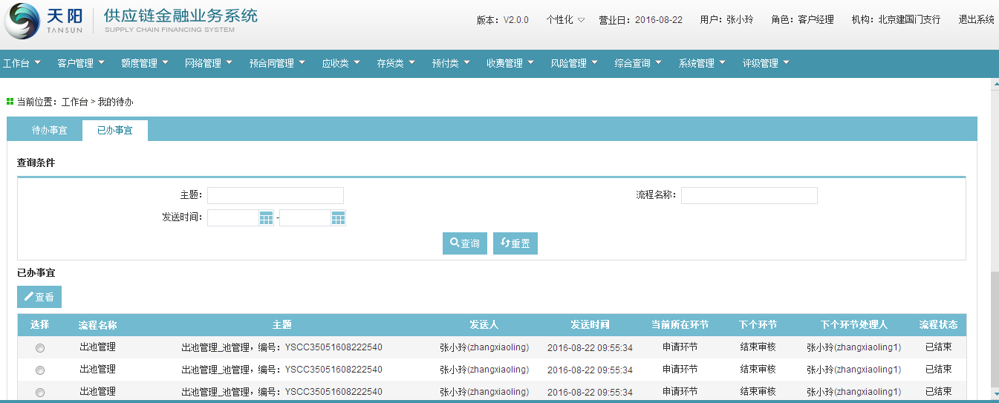 天阳 TANSUN 供应链金融业务系统 SUPPLY CHAIN FINANCING SYSTEM
版本：V2.0.0 个性化 营业日：2016-08-22 用户：张小玲 角色：客户经理 机构：北京建国门支行 退出系统
工作台 客户管理 额度管理 网络管理 预合同管理 应收类 存货类 预付类 收费管理 风险管理 综合查询 系统管理 评级管理
当前位置：工作台 > 我的待办
待办事宜 已办事宜
查询条件
主题： 流程名称：
发送时间： -
查询 重置
已办事宜
查看
选择 流程名称 主题 发送人 发送时间 当前所在环节 下个环节 下个环节处理人 流程状态
出池管理 出池管理_池管理，编号：YSCC35051608222540 张小玲(zhangxiaoling) 2016-08-22 09:55:34 申请环节 结束审核 张小玲(zhangxiaoling1) 已结束
出池管理 出池管理_池管理，编号：YSCC35051608222540 张小玲(zhangxiaoling) 2016-08-22 09:55:34 申请环节 结束审核 张小玲(zhangxiaoling1) 已结束
出池管理 出池管理_池管理，编号：YSCC35051608222540 张小玲(zhangxiaoling) 2016-08-22 09:55:34 申请环节 结束审核 张小玲(zhangxiaoling1) 已结束